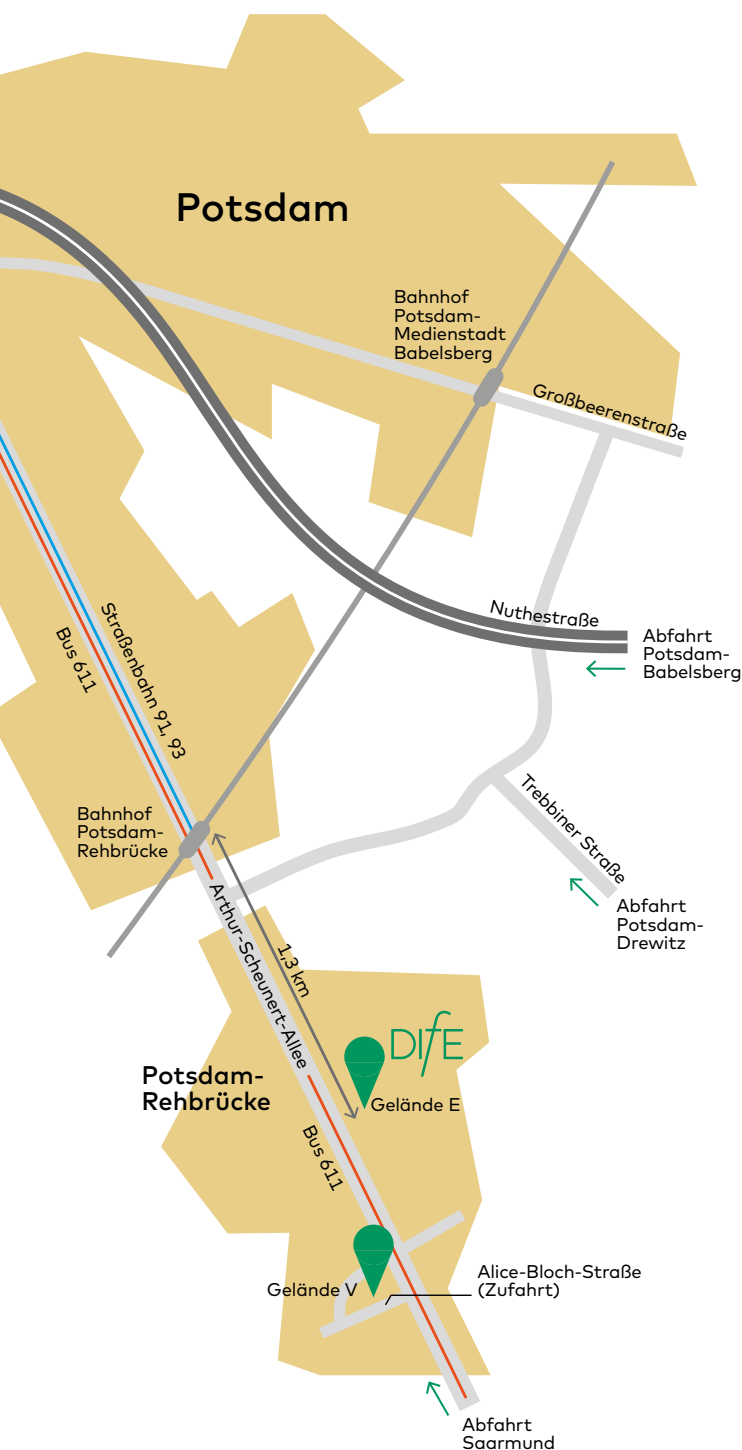 Potsdam
Bahnhof
Potsdam-
Medienstadt
Babelsberg
Großbeerenstraße
Nuthestraße
Abfahrt
Potsdam-
Babelsberg
Straßenbahn 91, 93
Bus 611
Trebbiner Straße
Bahnhof
Potsdam-
Rehbrücke
Abfahrt
Potsdam-
Drewitz
Arthur-Scheunert-Allee
1,3 km
DIfE
Potsdam-
Rehbrücke
Gelände E
Bus 611
Alice-Bloch-Straße
(Zufahrt)
Gelände V
Abfahrt
Saarmund